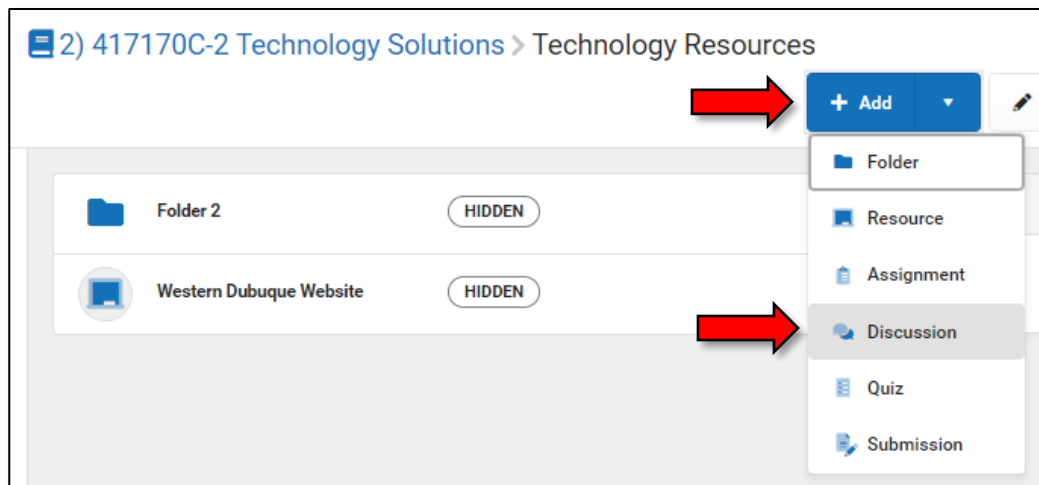 2) 417170C-2 Technology Solutions > Technology Resources
+ Add
Folder
Folder 2 HIDDEN
Resource
Assignment
Western Dubuque Website HIDDEN
Discussion
Quiz
Submission